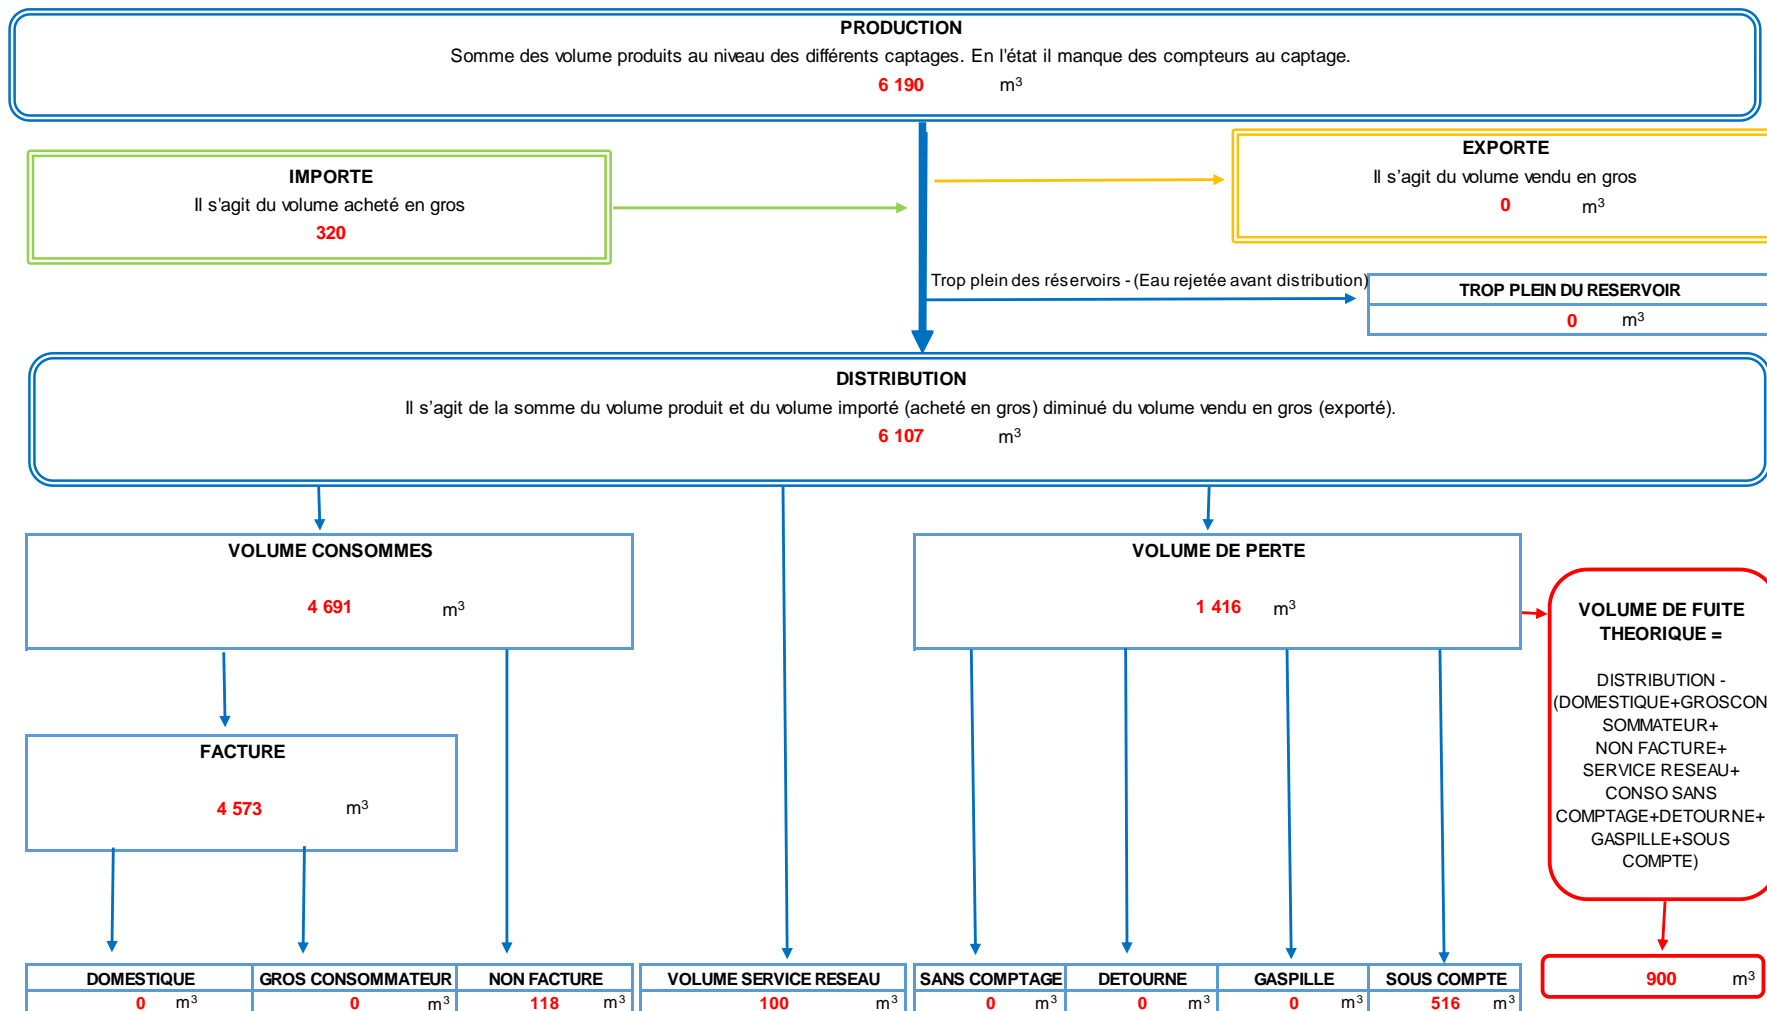 PRODUCTION
Somme des volume produits au niveau des différents captages. En l'état il manque des compteurs au captage.
6 190 m³
IMPORTE
Il s'agit du volume acheté en gros
320
EXPORTE
Il s’agit du volume vendu en gros
0 m³
Trop plein des réservoirs - (Eau rejetée avant distribution)
TROP PLEIN DU RESERVOIR
0 m³
DISTRIBUTION
Il s’agit de la somme du volume produit et du volume importé (acheté en gros) diminué du volume vendu en gros (exporté).
6 107 m³
VOLUME CONSOMMES
4 691 m³
VOLUME DE PERTE
1 416 m³
VOLUME DE FUITE
THEORIQUE =
DISTRIBUTION -
(DOMESTIQUE+GROSCON
SOMMATEUR+
NON FACTURE+
SERVICE RESEAU+
CONSO SANS
COMPTAGE+DETOURNE+
GASPILLE+SOUS
COMPTE)
FACTURE
4 573 m³
DOMESTIQUE
0 m³
GROS CONSOMMATEUR
0 m³
NON FACTURE
118 m³
VOLUME SERVICE RESEAU
100 m³
SANS COMPTAGE
0 m³
DETOURNE
0 m³
GASPILLE
0 m³
SOUS COMPTE
516 m³
900 m³